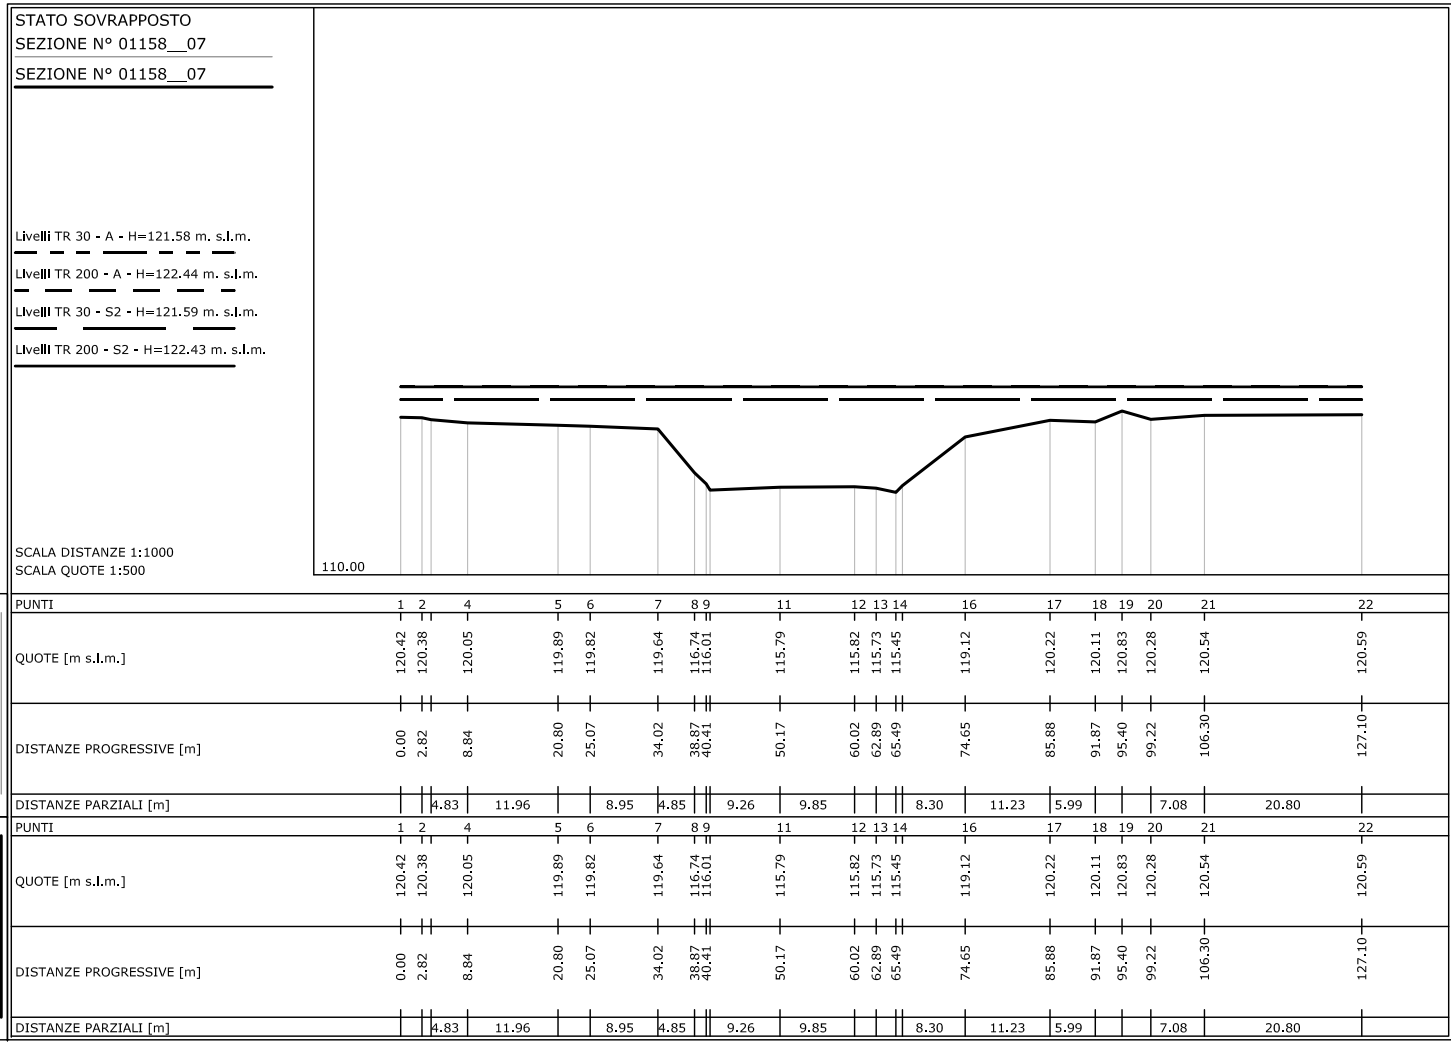 STATO SOVRAPPOSTO
SEZIONE N° 01158__07
SEZIONE N° 01158__07
Livelli TR 30 - A - H=121.58 m. s.l.m.
Livelli TR 200 - A - H=122.44 m. s.l.m.
Livelli TR 30 - S2 - H=121.59 m. s.l.m.
Livelli TR 200 - S2 - H=122.43 m. s.l.m.
SCALA DISTANZE 1:1000
SCALA QUOTE 1:500
110.00
PUNTI 1 2 4 5 6 7 8 9 11 12 13 14 16 17 18 19 20 21 22
QUOTE [m s.l.m.] 120.42 120.38 120.05 119.89 119.82 119.64 116.74 116.01 115.79 115.82 115.73 115.45 119.12 120.22 120.11 120.83 120.28 120.54 120.59
DISTANZE PROGRESSIVE [m] 0.00 2.82 8.84 20.80 25.07 34.02 38.87 40.41 50.17 60.02 62.89 65.49 74.65 85.88 91.87 95.40 99.22 106.30 127.10
DISTANZE PARZIALI [m] 4.83 11.96 8.95 4.85 9.26 9.85 8.30 11.23 5.99 7.08 20.80
PUNTI 1 2 4 5 6 7 8 9 11 12 13 14 16 17 18 19 20 21 22
QUOTE [m s.l.m.] 120.42 120.38 120.05 119.89 119.82 119.64 116.74 116.01 115.79 115.82 115.73 115.45 119.12 120.22 120.11 120.83 120.28 120.54 120.59
DISTANZE PROGRESSIVE [m] 0.00 2.82 8.84 20.80 25.07 34.02 38.87 40.41 50.17 60.02 62.89 65.49 74.65 85.88 91.87 95.40 99.22 106.30 127.10
DISTANZE PARZIALI [m] 4.83 11.96 8.95 4.85 9.26 9.85 8.30 11.23 5.99 7.08 20.80